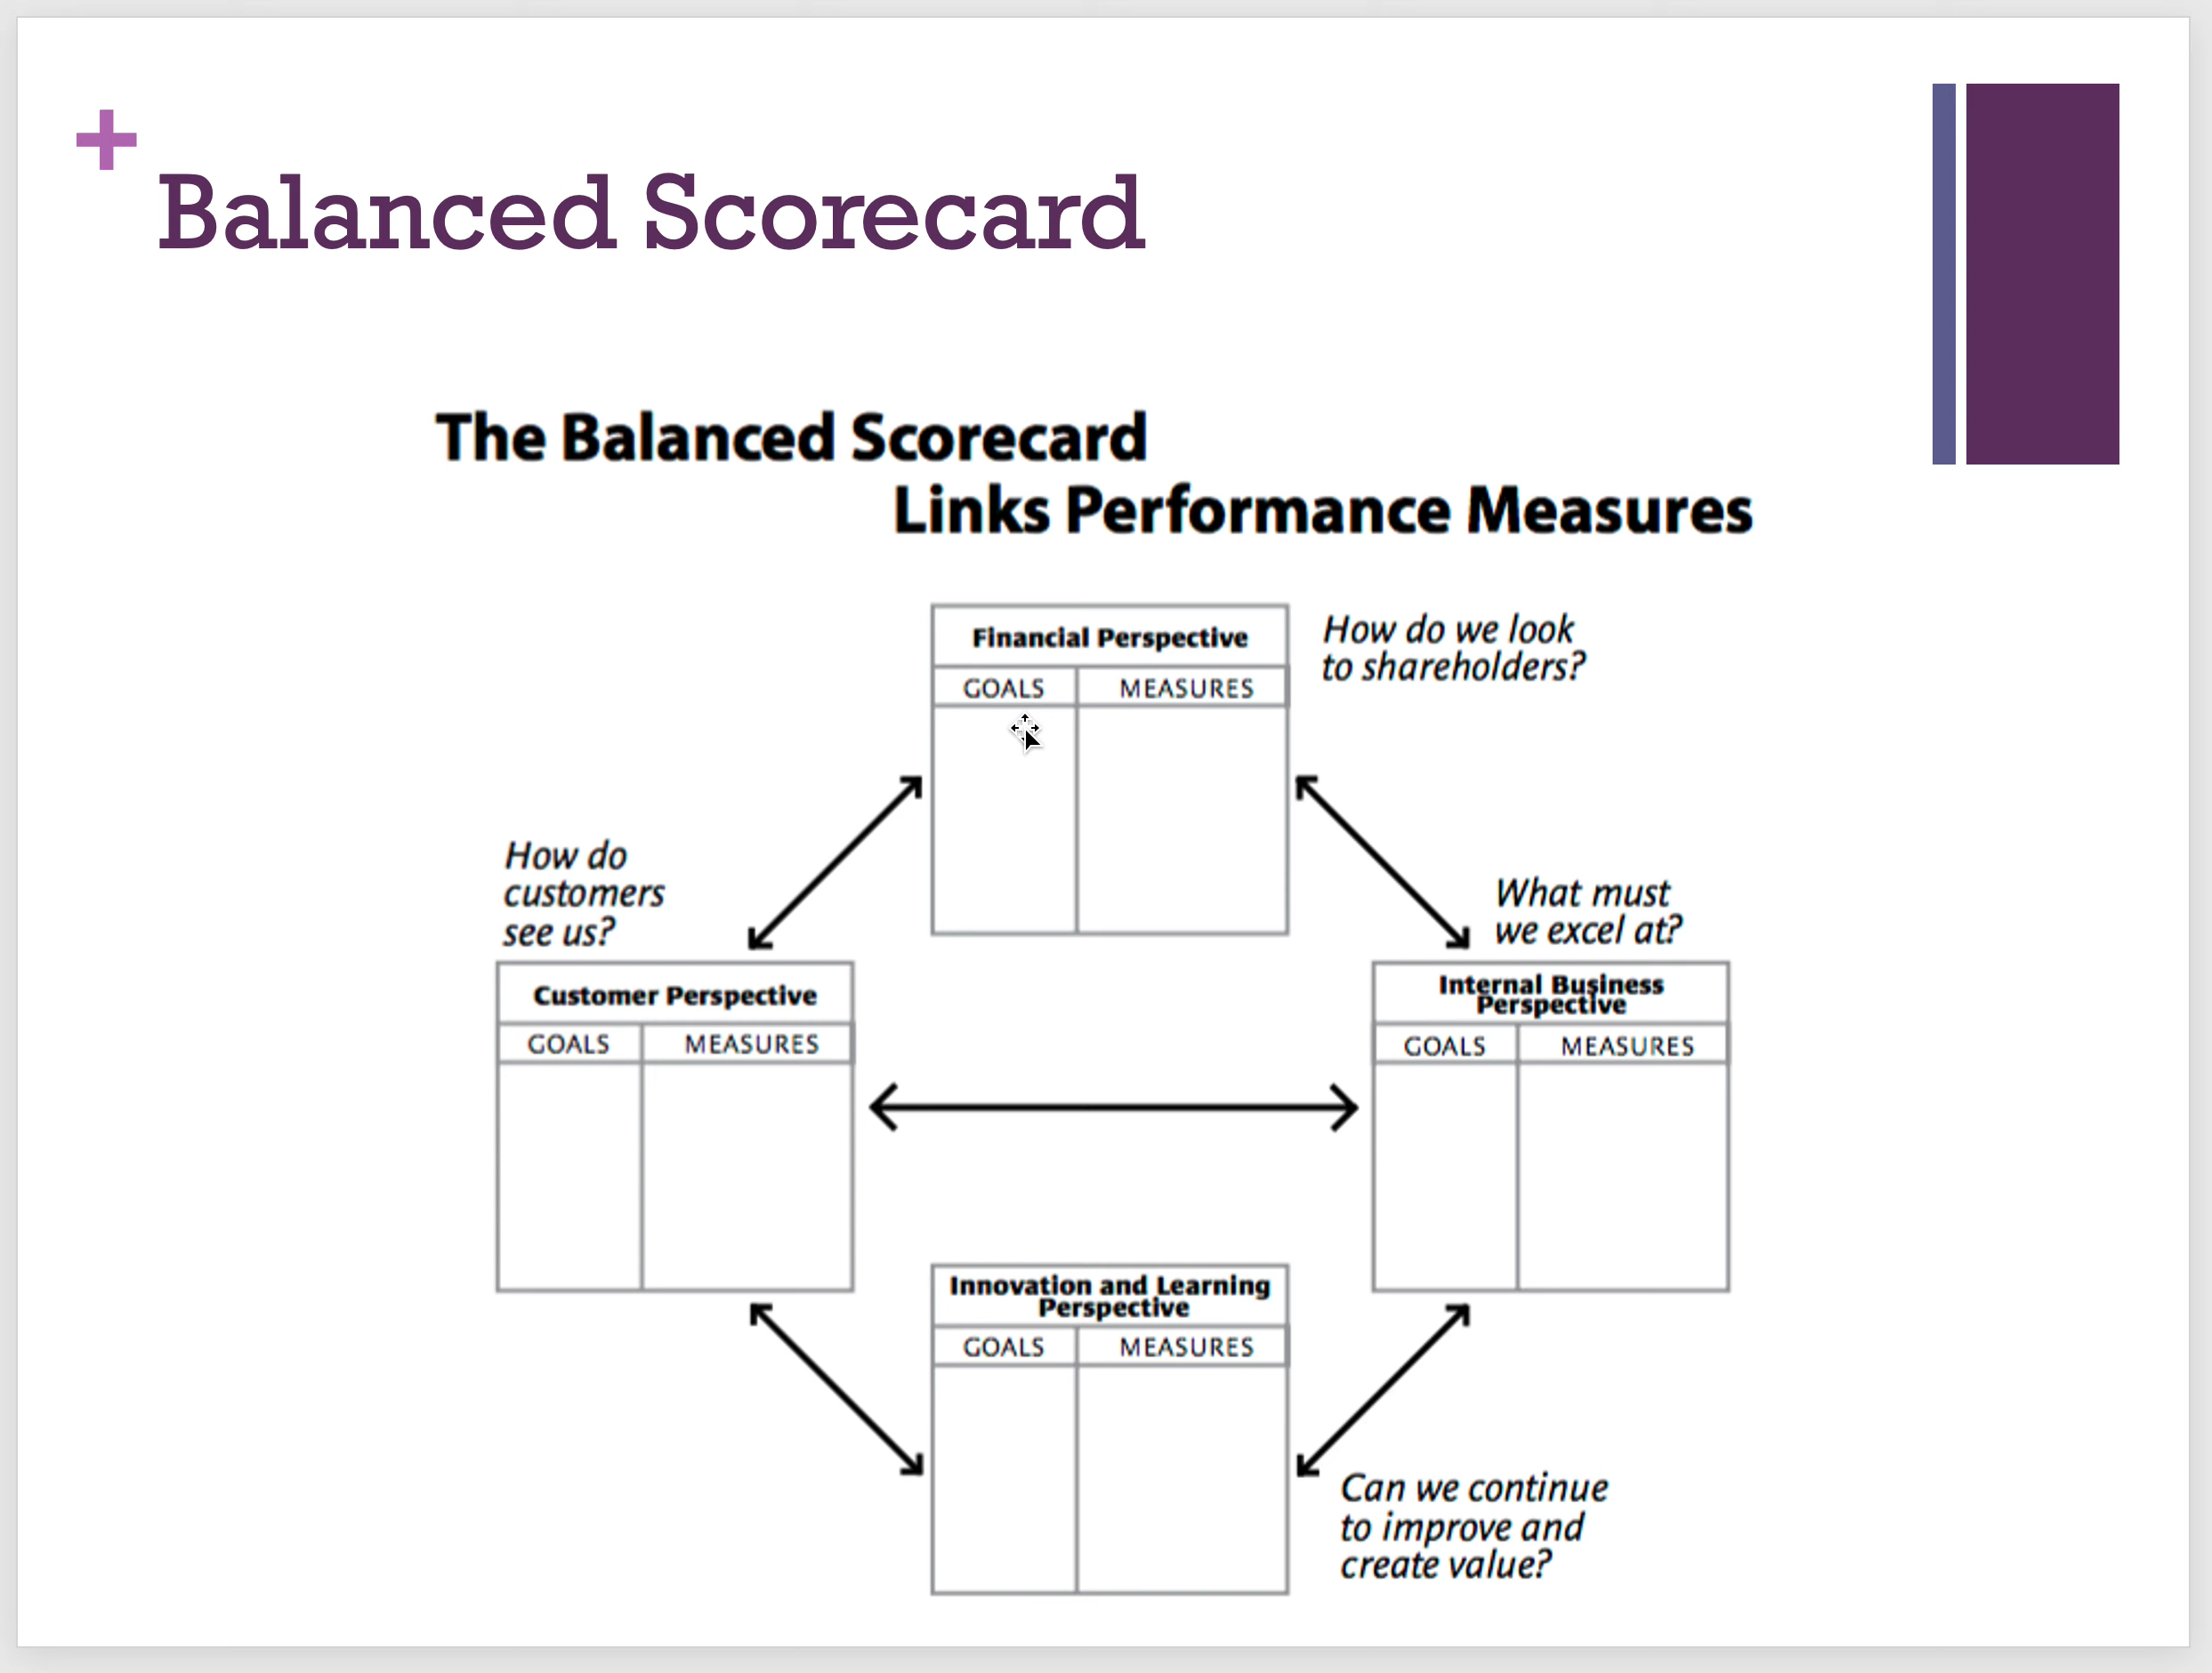 +
Balanced Scorecard
The Balanced Scorecard
Links Performance Measures
Financial Perspective
GOALS MEASURES
How do we look
to shareholders?
How do
customers
see us?
Customer Perspective
GOALS MEASURES
What must
we excel at?
Internal Business
Perspective
GOALS MEASURES
Innovation and Learning
Perspective
GOALS MEASURES
Can we continue
to improve and
create value?